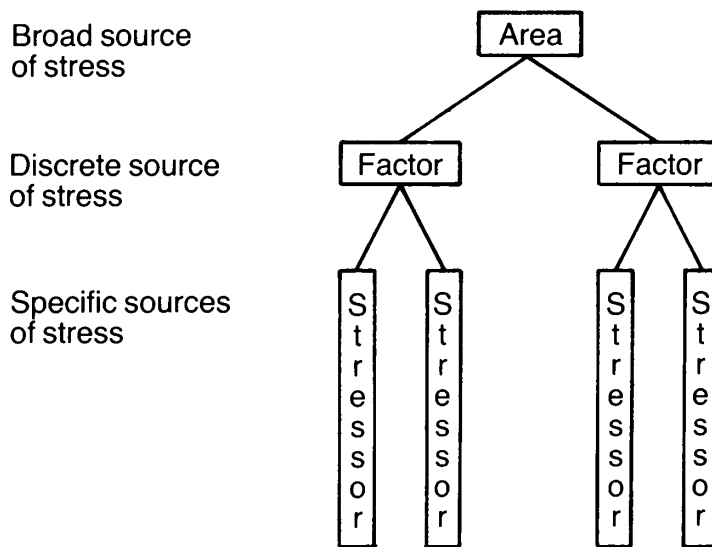 Broad source
of stress
Area
Discrete source
of stress
Factor
Factor
Specific sources
of stress
Stressor
Stressor
Stressor
Stressor